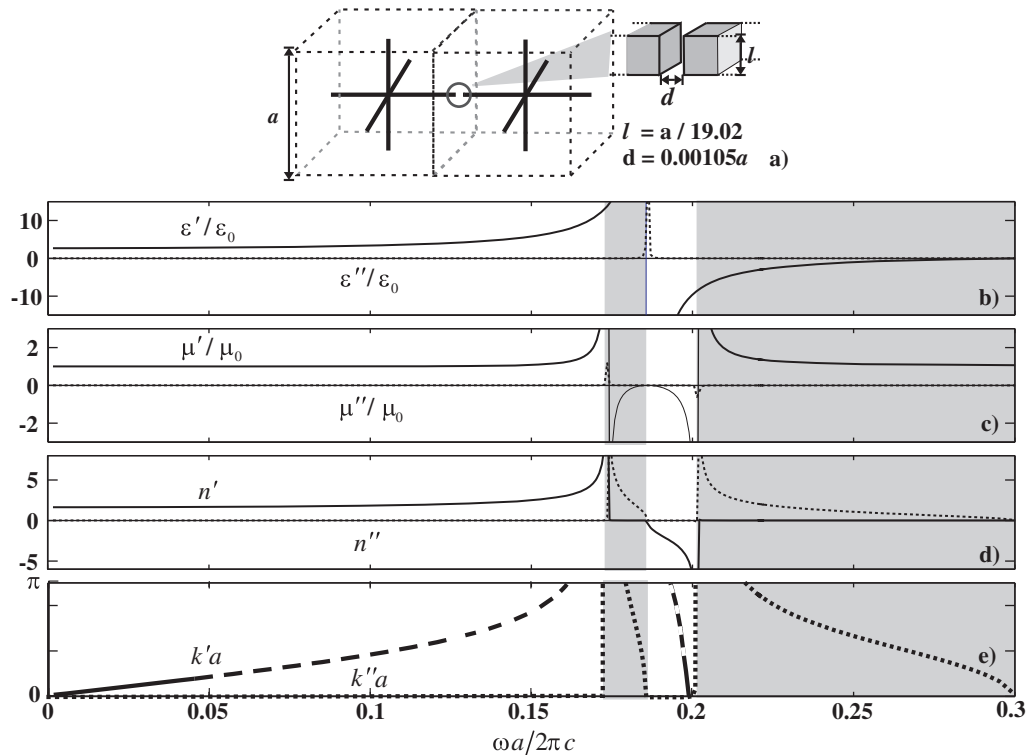 a
l
d
l = a / 19.02
d = 0.00105a a)
10
0
-10
ε′/ε0
ε″/ε0
b)
2
0
-2
μ′/μ0
μ″/μ0
c)
5
0
-5
n′
n″
d)
π
0
k′a
k″a
e)
0 0.05 0.1 0.15 0.2 0.25 0.3
ωa/2πc